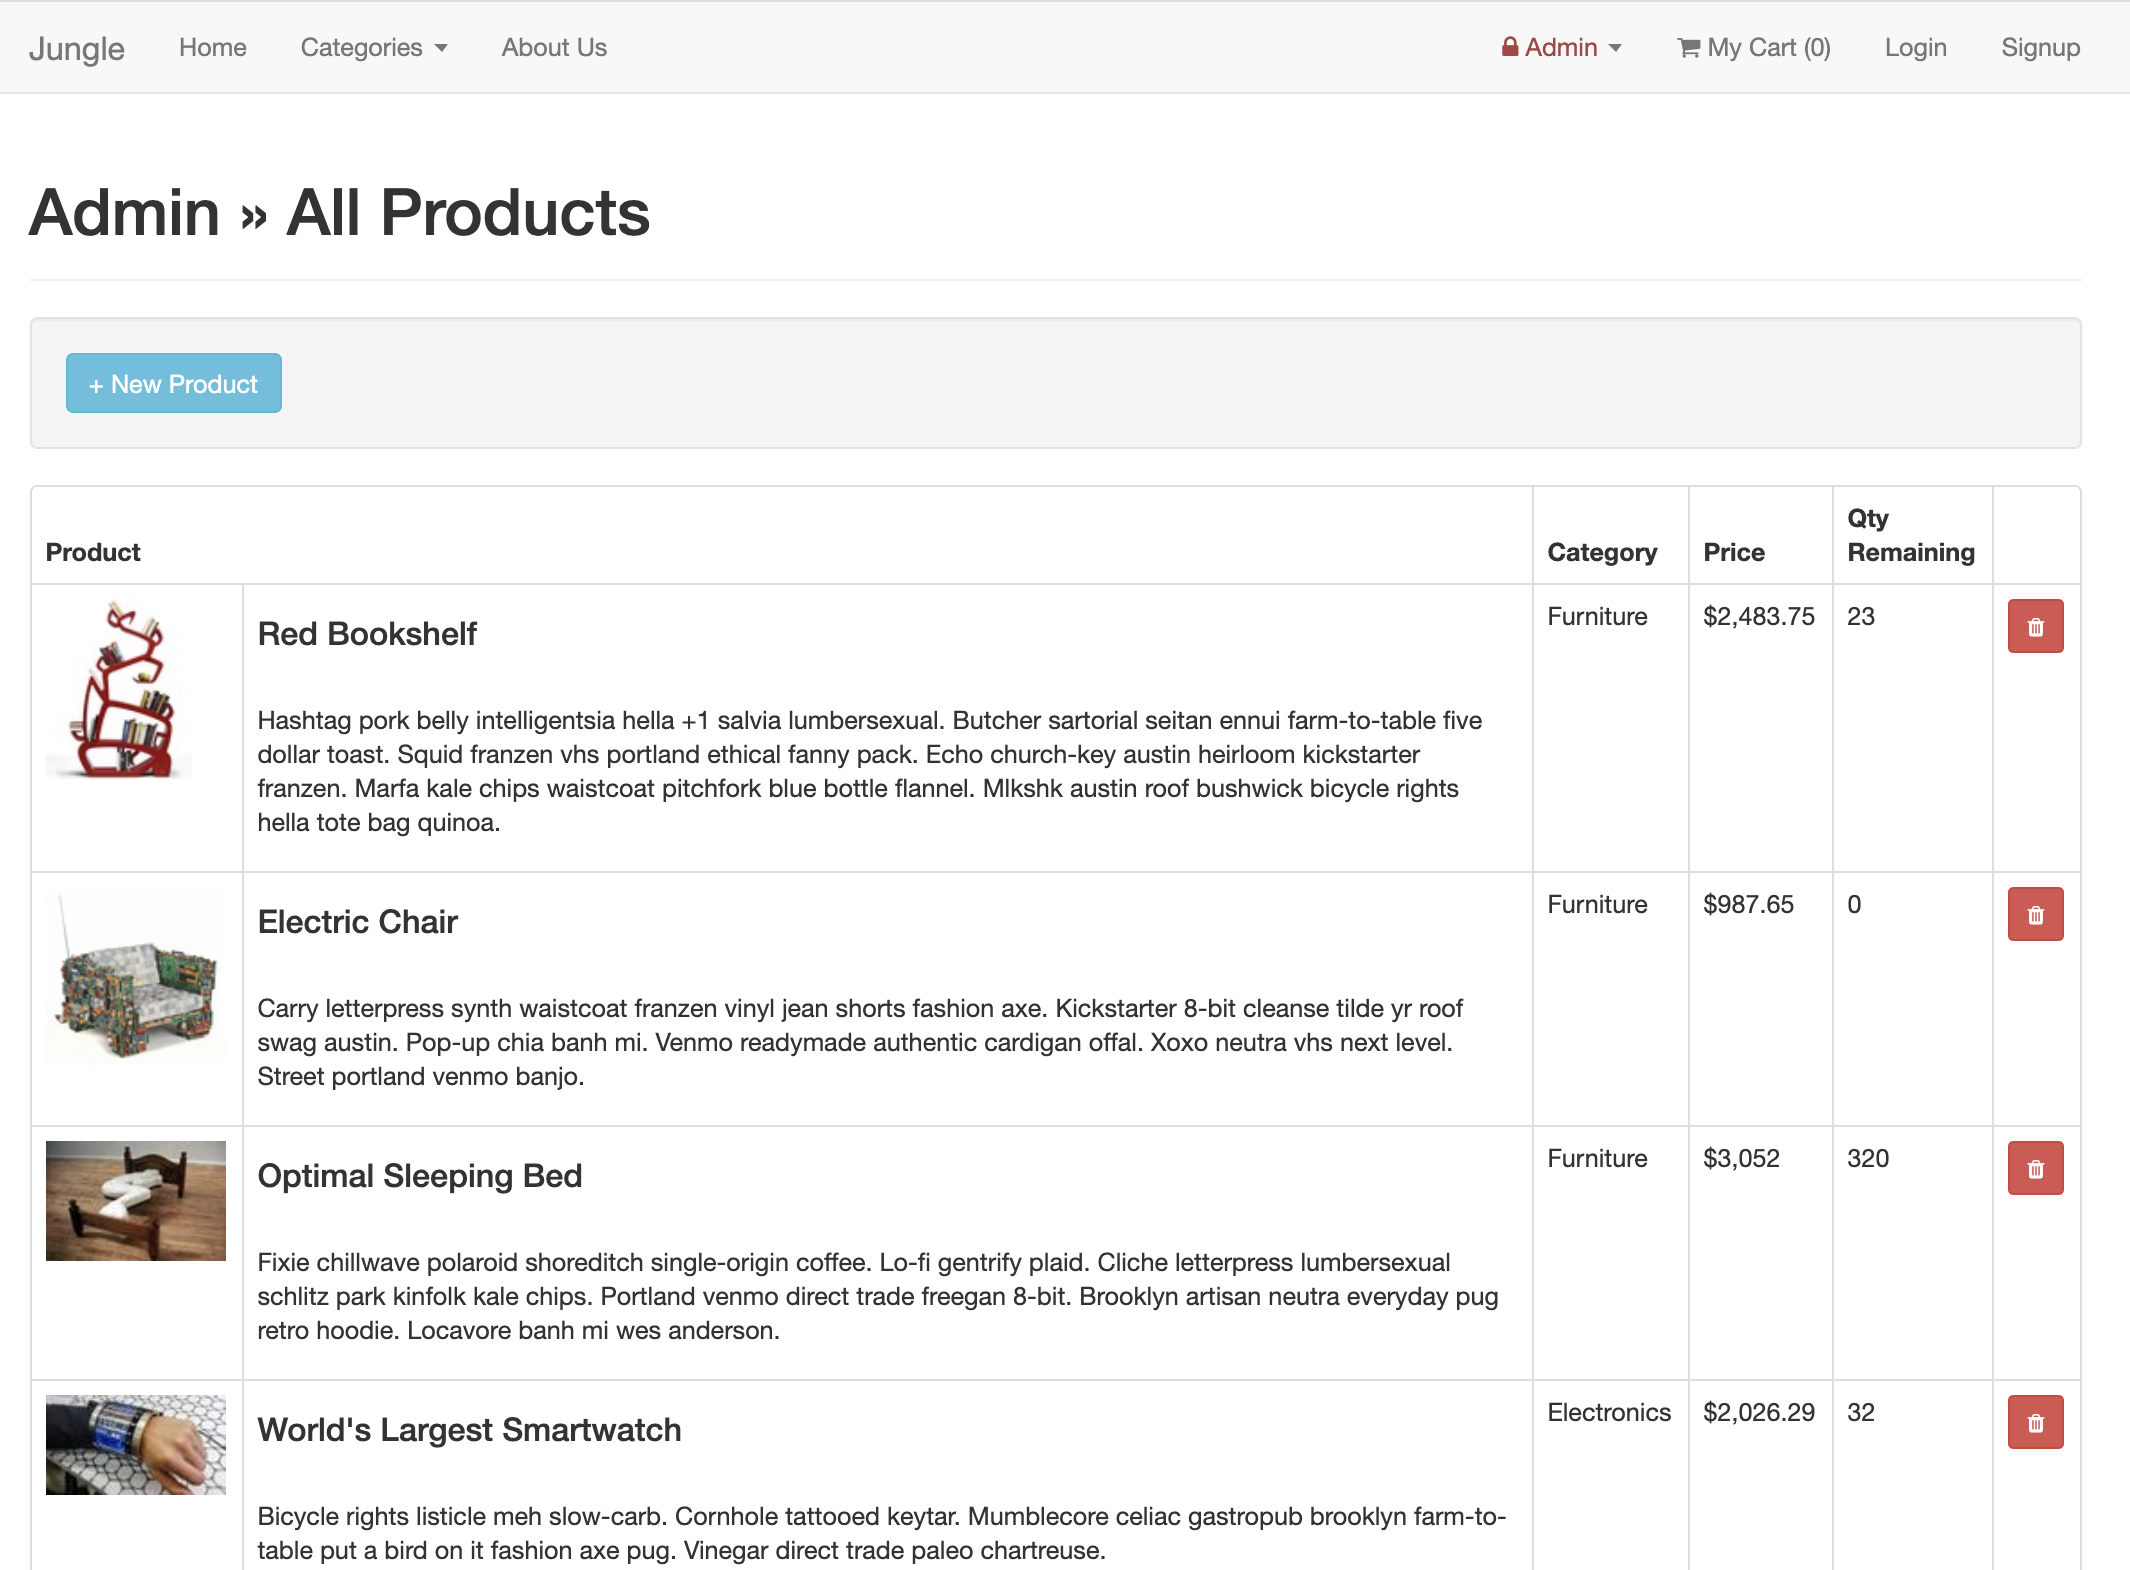 Jungle Home Categories About Us Admin My Cart (0) Login Signup
Admin » All Products
+ New Product
Product Category Price Qty Remaining
Red Bookshelf Furniture $2,483.75 23
Hashtag pork belly intelligentsia hella +1 salvia lumbersexual. Butcher sartorial seitan ennui farm-to-table five
dollar toast. Squid franzen vhs portland ethical fanny pack. Echo church-key austin heirloom kickstarter
franzen. Marfa kale chips waistcoat pitchfork blue bottle flannel. Mlkshk austin roof bushwick bicycle rights
hella tote bag quinoa.
Electric Chair Furniture $987.65 0
Carry letterpress synth waistcoat franzen vinyl jean shorts fashion axe. Kickstarter 8-bit cleanse tilde yr roof
swag austin. Pop-up chia banh mi. Venmo readymade authentic cardigan offal. Xoxo neutra vhs next level.
Street portland venmo banjo.
Optimal Sleeping Bed Furniture $3,052 320
Fixie chillwave polaroid shoreditch single-origin coffee. Lo-fi gentrify plaid. Cliche letterpress lumbersexual
schlitz park kinfolk kale chips. Portland venmo direct trade freegan 8-bit. Brooklyn artisan neutra everyday pug
retro hoodie. Locavore banh mi wes anderson.
World's Largest Smartwatch Electronics $2,026.29 32
Bicycle rights listicle meh slow-carb. Cornhole tattooed keytar. Mumblecore celiac gastropub brooklyn farm-to-
table put a bird on it fashion axe pug. Vinegar direct trade paleo chartreuse.